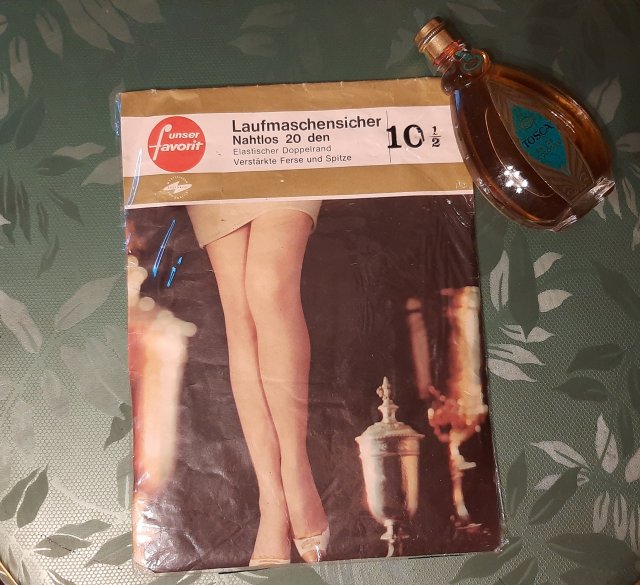 unser
favorit
Laufmaschensicher
Nahtlos 20 den
Elastischer Doppelrand
Verstärkte Ferse und Spitze
10 1/2
TOSCA